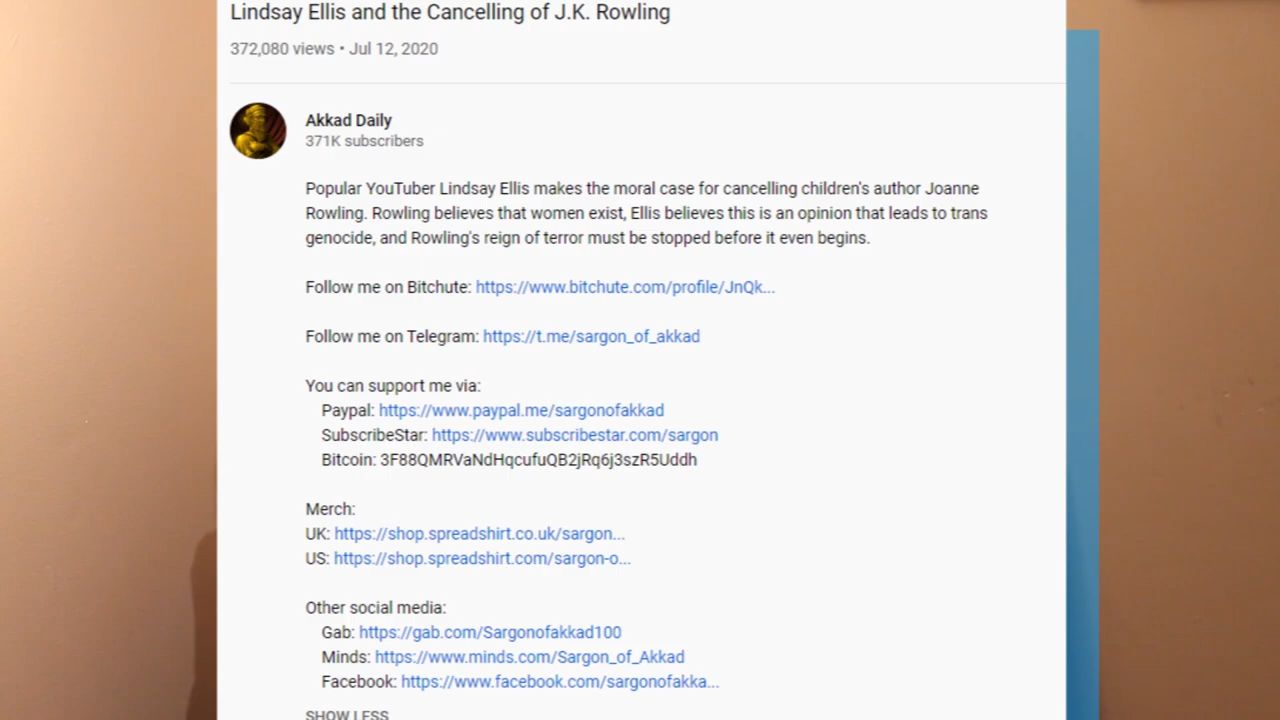 Lindsay Ellis and the Cancelling of J.K. Rowling
372,080 views • Jul 12, 2020
Akkad Daily
371K subscribers
Popular YouTuber Lindsay Ellis makes the moral case for cancelling children's author Joanne
Rowling. Rowling believes that women exist, Ellis believes this is an opinion that leads to trans
genocide, and Rowling's reign of terror must be stopped before it even begins.
Follow me on Bitchute: https://www.bitchute.com/profile/JnQk...
Follow me on Telegram: https://t.me/sargon_of_akkad
You can support me via:
Paypal: https://www.paypal.me/sargonofakkad
SubscribeStar: https://www.subscribestar.com/sargon
Bitcoin: 3F88QMRVaNdHqcufuQB2jRq6j3szR5Uddh
Merch:
UK: https://shop.spreadshirt.co.uk/sargon...
US: https://shop.spreadshirt.com/sargon-o...
Other social media:
Gab: https://gab.com/Sargonofakkad100
Minds: https://www.minds.com/Sargon_of_Akkad
Facebook: https://www.facebook.com/sargonofakka...
SHOW LESS